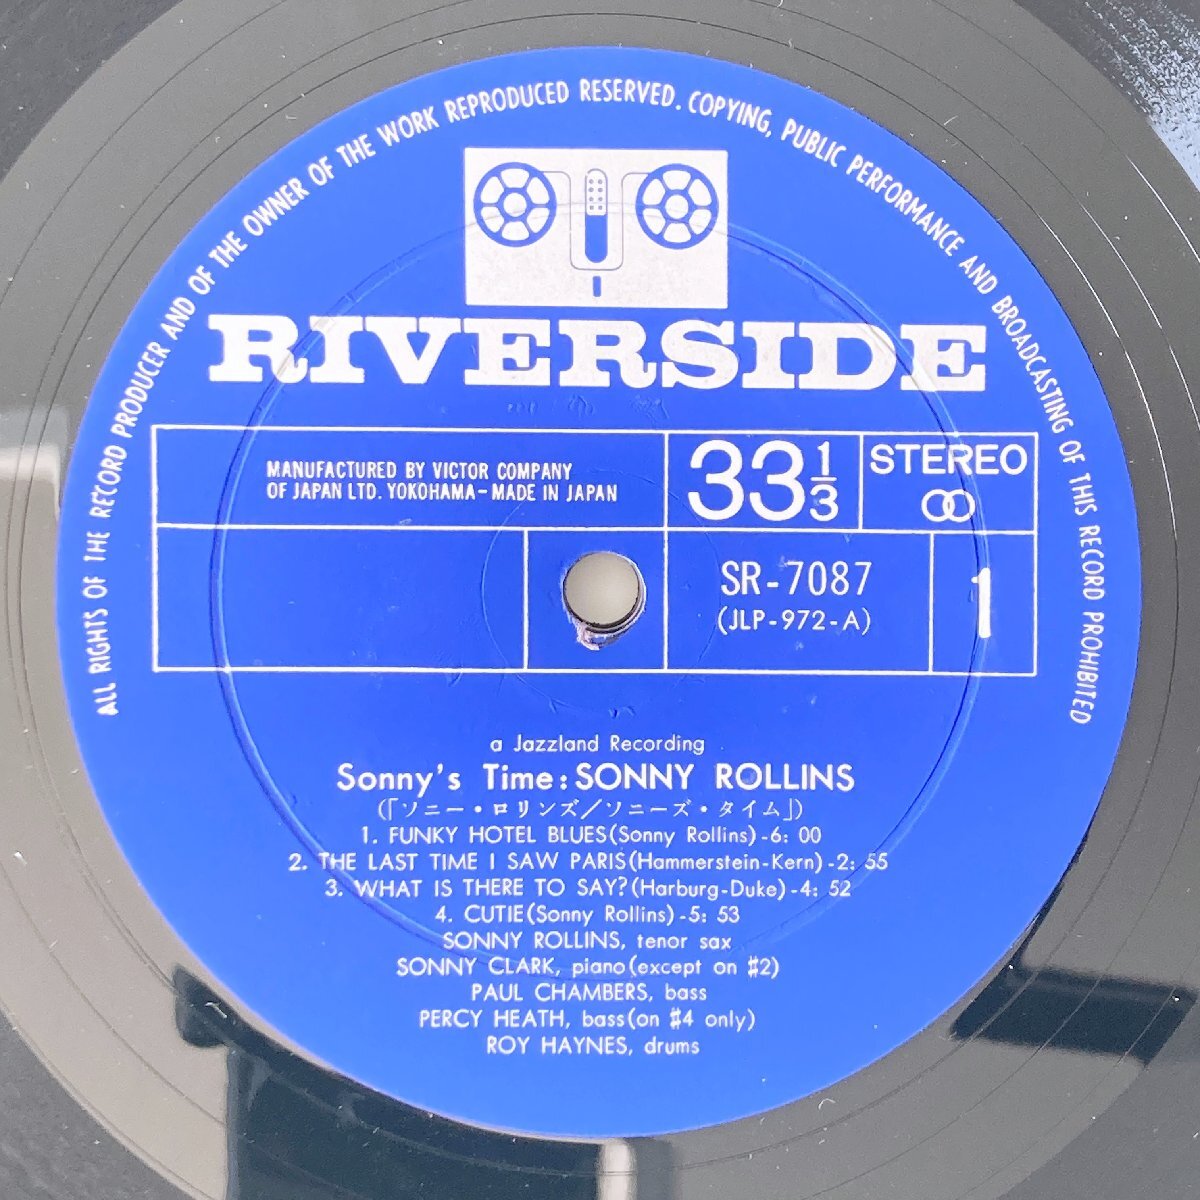 ALL RIGHTS OF THE RECORD PRODUCER AND OF THE OWNER OF THE WORK REPRODUCED RESERVED. COPYING, PUBLIC PERFORMANCE AND BROADCASTING OF THIS RECORD PROHIBITED
RIVERSIDE
MANUFACTURED BY VICTOR COMPANY
OF JAPAN LTD. YOKOHAMA-MADE IN JAPAN
33 1/3
STEREO
SR-7087
(JLP-972-A)
1
a Jazzland Recording
Sonny's Time: SONNY ROLLINS
(「ソニー・ロリンズ/ソニーズ・タイム」)
1. FUNKY HOTEL BLUES(Sonny Rollins)-6: 00
2. THE LAST TIME I SAW PARIS(Hammerstein-Kern)-2: 55
3. WHAT IS THERE TO SAY?(Harburg-Duke)-4: 52
4. CUTIE(Sonny Rollins)-5: 53
SONNY ROLLINS, tenor sax
SONNY CLARK, piano(except on #2)
PAUL CHAMBERS, bass
PERCY HEATH, bass(on #4 only)
ROY HAYNES, drums